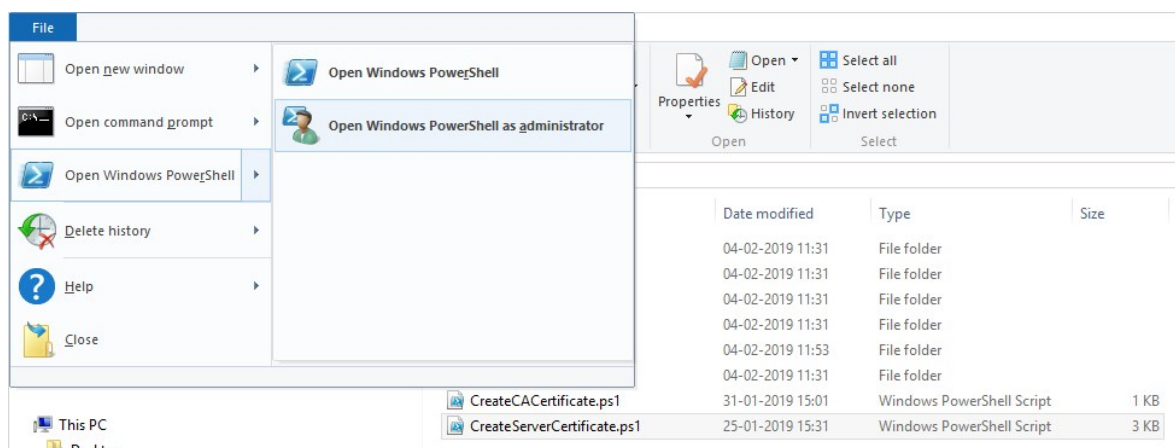 File
Open new window
Open command prompt
Open Windows PowerShell
Delete history
Help
Close
Open Windows PowerShell
Open Windows PowerShell as administrator
Properties
Open
Edit
History
Open
Select all
Select none
Invert selection
Select
Date modified Type Size
04-02-2019 11:31 File folder
04-02-2019 11:31 File folder
04-02-2019 11:31 File folder
04-02-2019 11:31 File folder
04-02-2019 11:53 File folder
04-02-2019 11:31 File folder
CreateCACertificate.ps1 31-01-2019 15:01 Windows PowerShell Script 1 KB
CreateServerCertificate.ps1 25-01-2019 15:31 Windows PowerShell Script 3 KB
This PC